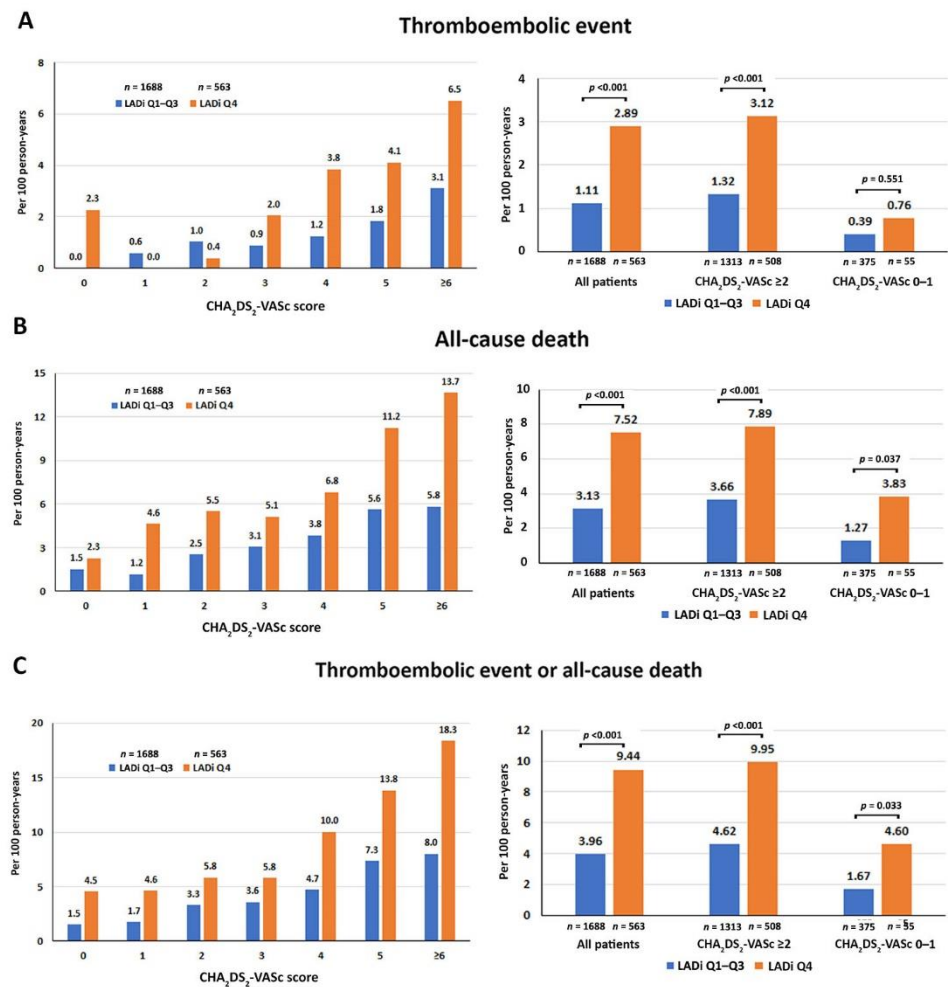 A
Thromboembolic event
Per 100 person-years
8
6
4
2
0
n = 1688 n = 563
LADi Q1–Q3 LADi Q4
0.0 2.3
0.6 0.0
1.0 0.4
0.9 2.0
1.2 3.8
1.8 4.1
3.1 6.5
0 1 2 3 4 5 ≥6
CHA₂DS₂-VASc score
Per 100 person-years
4
3
2
1
0
p <0.001 p <0.001 p = 0.551
1.11 2.89 1.32 3.12 0.39 0.76
n = 1688 n = 563 n = 1313 n = 508 n = 375 n = 55
All patients CHA₂DS₂-VASc ≥2 CHA₂DS₂-VASc 0–1
LADi Q1–Q3 LADi Q4
B
All-cause death
Per 100 person-years
15
12
9
6
3
0
n = 1688 n = 563
LADi Q1–Q3 LADi Q4
1.5 2.3
1.2 4.6
2.5 5.5
3.1 5.1
3.8 6.8
5.6 11.2
5.8 13.7
0 1 2 3 4 5 ≥6
CHA₂DS₂-VASc score
Per 100 person-years
10
8
6
4
2
0
p <0.001 p <0.001 p = 0.037
3.13 7.52 3.66 7.89 1.27 3.83
n = 1688 n = 563 n = 1313 n = 508 n = 375 n = 55
All patients CHA₂DS₂-VASc ≥2 CHA₂DS₂-VASc 0–1
LADi Q1–Q3 LADi Q4
C
Thromboembolic event or all-cause death
Per 100 person-years
20
15
10
5
0
n = 1688 n = 563
LADi Q1–Q3 LADi Q4
1.5 4.5
1.7 4.6
3.3 5.8
3.6 5.8
4.7 10.0
7.3 13.8
8.0 18.3
0 1 2 3 4 5 ≥6
CHA₂DS₂-VASc score
Per 100 person-years
12
10
8
6
4
2
0
p <0.001 p <0.001 p = 0.033
3.96 9.44 4.62 9.95 1.67 4.60
n = 1688 n = 563 n = 1313 n = 508 n = 375 n = 55
All patients CHA₂DS₂-VASc ≥2 CHA₂DS₂-VASc 0–1
LADi Q1–Q3 LADi Q4